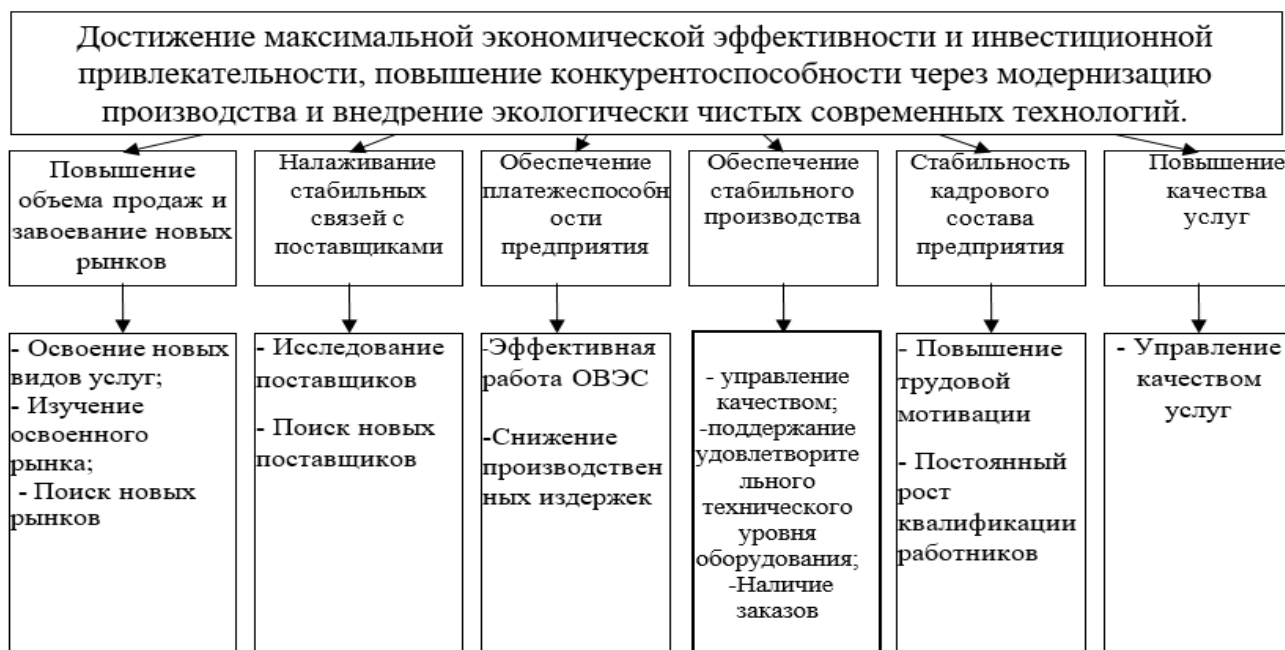 Достижение максимальной экономической эффективности и инвестиционной
привлекательности, повышение конкурентоспособности через модернизацию
производства и внедрение экологически чистых современных технологий.
Повышение
объема продаж и
завоевание новых
рынков
Налаживание
стабильных
связей с
поставщиками
Обеспечение
платежеспособн
ости
предприятия
Обеспечение
стабильного
производства
Стабильность
кадрового
состава
предприятия
Повышение
качества
услуг
- Освоение новых
видов услуг;
- Изучение
освоенного
рынка;
- Поиск новых
рынков
- Исследование
поставщиков
- Поиск новых
поставщиков
-Эффективная
работа ОВЭС
-Снижение
производствен
ных издержек
- управление
качеством;
-поддержание
удовлетворите
льного
технического
уровня
оборудования;
-Наличие
заказов
- Повышение
трудовой
мотивации
- Постоянный
рост
квалификации
работников
- Управление
качеством
услуг